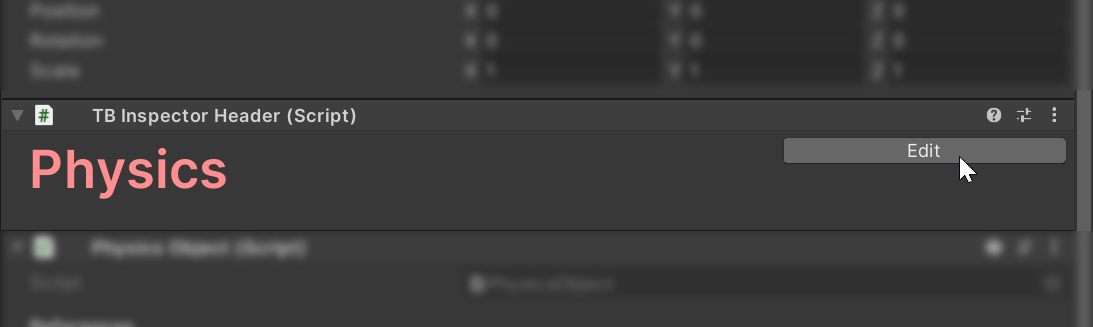 Position X 0 Y 0 Z 0
Rotation X 0 Y 0 Z 0
Scale X 1 Y 1 Z 1
# TB Inspector Header (Script) ?
Edit
Physics
Physics Object (Script)
Script PhysicsObject
References